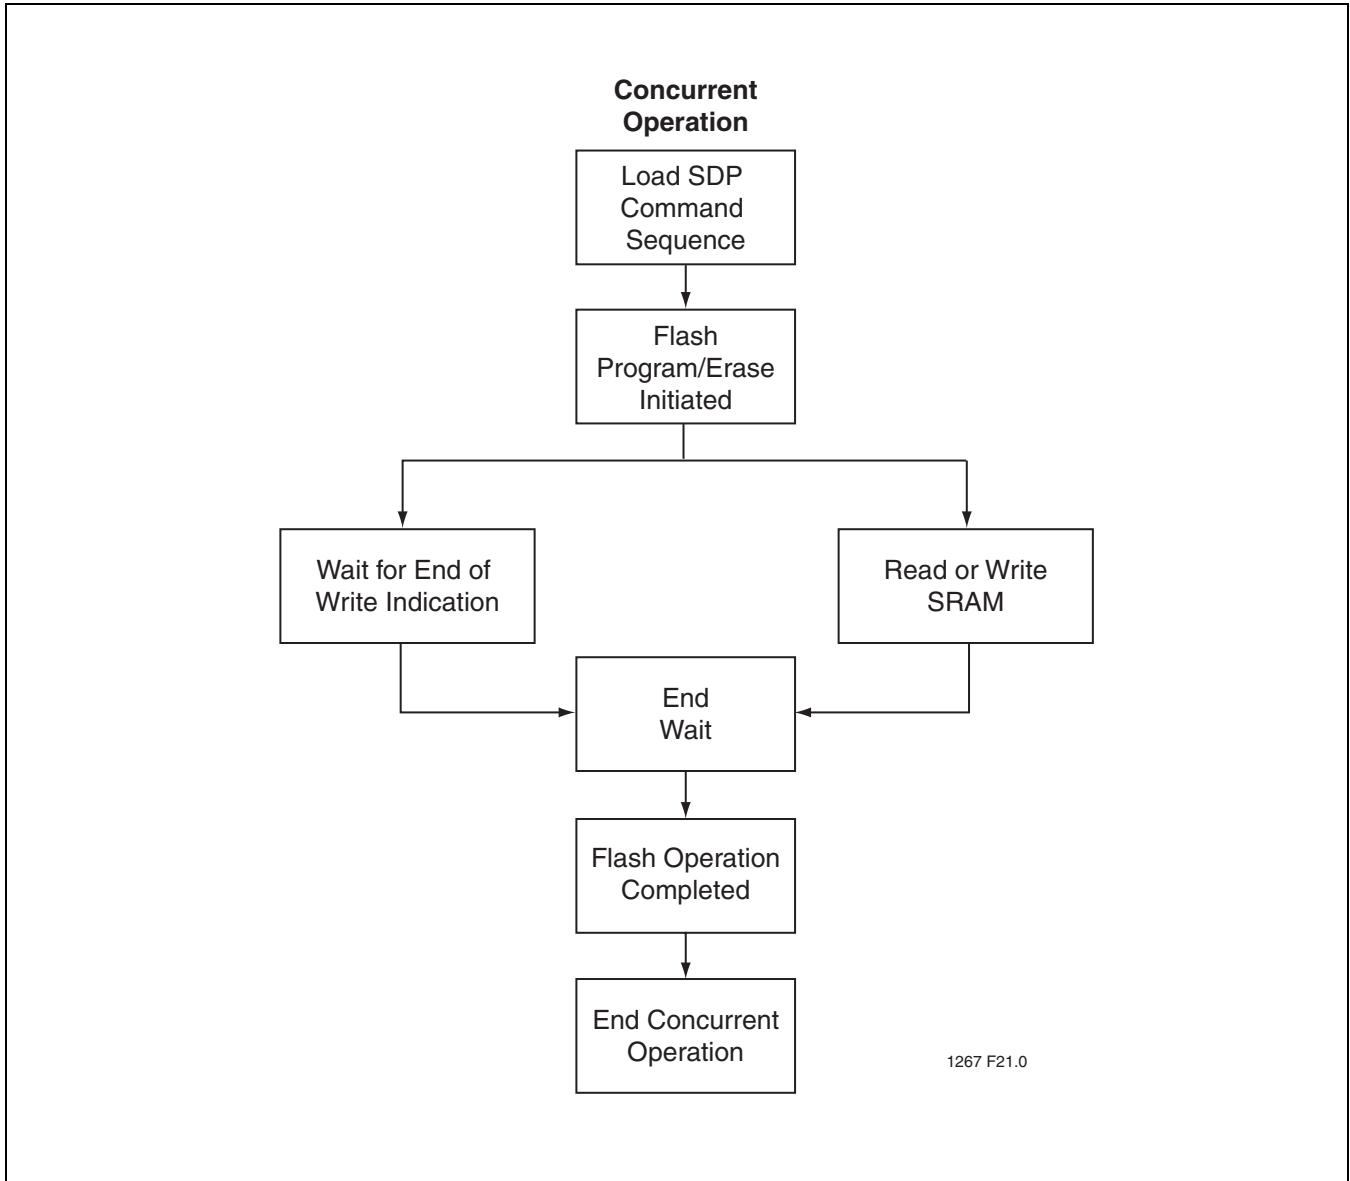 Concurrent
Operation
Load SDP
Command
Sequence
Flash
Program/Erase
Initiated
Wait for End of
Write Indication
Read or Write
SRAM
End
Wait
Flash Operation
Completed
End Concurrent
Operation
1267 F21.0